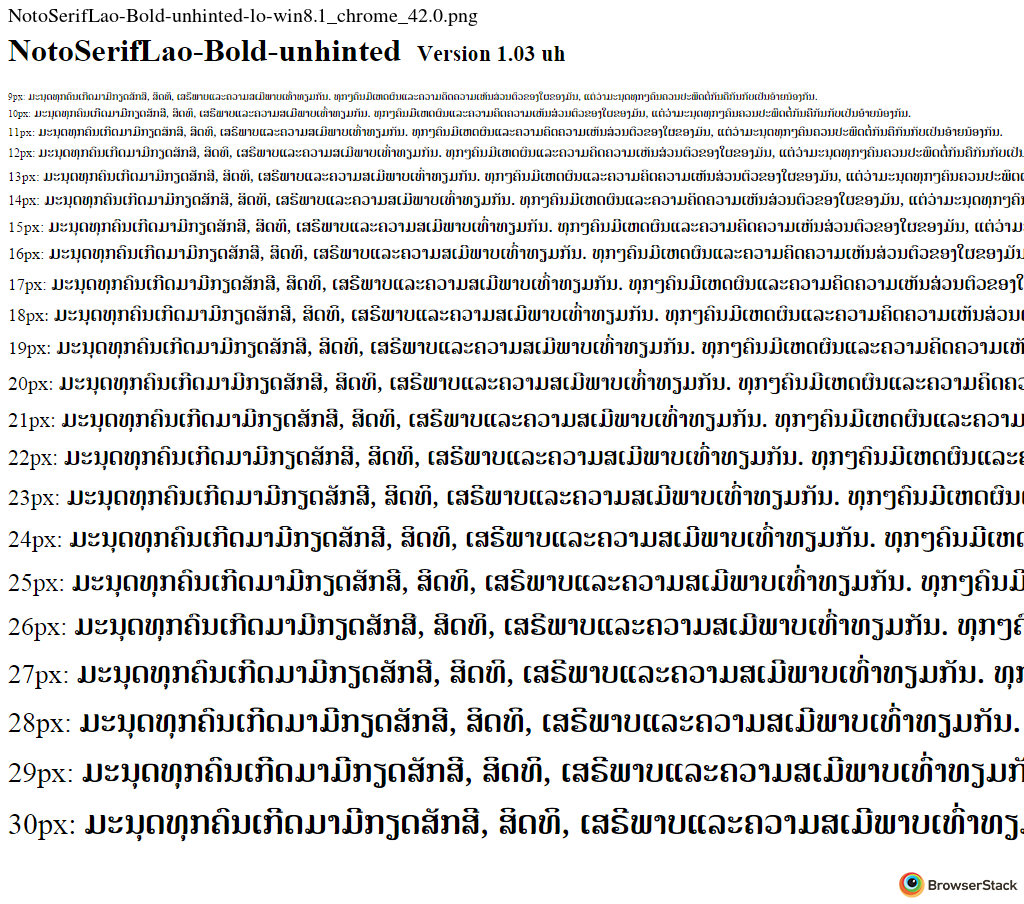 NotoSerifLao-Bold-unhinted-lo-win8.1_chrome_42.0.png
NotoSerifLao-Bold-unhinted Version 1.03 uh
9px: ມະນຸດທຸກຄົນເກີດມາມີກຽດສັກສີ, ສິດທິ, ເສຣີພາບແລະຄວາມສເມີພາບເທົ່າທຽມກັນ. ທຸກໆຄົນມີເຫດຜົນແລະຄວາມຄິດຄວາມເຫັນສ່ວນຕົວຂອງໃຜຂອງມັນ, ແຕ່ວ່າມະນຸດທຸກໆຄົນຄວນປະພຶດຕໍ່ກັນຄືກັນກັບເປັນອ້າຍນ້ອງກັນ.
10px: ມະນຸດທຸກຄົນເກີດມາມີກຽດສັກສີ, ສິດທິ, ເສຣີພາບແລະຄວາມສເມີພາບເທົ່າທຽມກັນ. ທຸກໆຄົນມີເຫດຜົນແລະຄວາມຄິດຄວາມເຫັນສ່ວນຕົວຂອງໃຜຂອງມັນ, ແຕ່ວ່າມະນຸດທຸກໆຄົນຄວນປະພຶດຕໍ່ກັນຄືກັນກັບເປັນອ້າຍນ້ອງກັນ.
11px: ມະນຸດທຸກຄົນເກີດມາມີກຽດສັກສີ, ສິດທິ, ເສຣີພາບແລະຄວາມສເມີພາບເທົ່າທຽມກັນ. ທຸກໆຄົນມີເຫດຜົນແລະຄວາມຄິດຄວາມເຫັນສ່ວນຕົວຂອງໃຜຂອງມັນ, ແຕ່ວ່າມະນຸດທຸກໆຄົນຄວນປະພຶດຕໍ່ກັນຄືກັນກັບເປັນອ້າຍນ້ອງກັນ.
12px: ມະນຸດທຸກຄົນເກີດມາມີກຽດສັກສີ, ສິດທິ, ເສຣີພາບແລະຄວາມສເມີພາບເທົ່າທຽມກັນ. ທຸກໆຄົນມີເຫດຜົນແລະຄວາມຄິດຄວາມເຫັນສ່ວນຕົວຂອງໃຜຂອງມັນ, ແຕ່ວ່າມະນຸດທຸກໆຄົນຄວນປະພຶດຕໍ່ກັນຄືກັນກັບເປັນ
13px: ມະນຸດທຸກຄົນເກີດມາມີກຽດສັກສີ, ສິດທິ, ເສຣີພາບແລະຄວາມສເມີພາບເທົ່າທຽມກັນ. ທຸກໆຄົນມີເຫດຜົນແລະຄວາມຄິດຄວາມເຫັນສ່ວນຕົວຂອງໃຜຂອງມັນ, ແຕ່ວ່າມະນຸດທຸກໆຄົນຄວນປະພຶດ
14px: ມະນຸດທຸກຄົນເກີດມາມີກຽດສັກສີ, ສິດທິ, ເສຣີພາບແລະຄວາມສເມີພາບເທົ່າທຽມກັນ. ທຸກໆຄົນມີເຫດຜົນແລະຄວາມຄິດຄວາມເຫັນສ່ວນຕົວຂອງໃຜຂອງມັນ, ແຕ່ວ່າມະນຸດທຸກໆຄົນ
15px: ມະນຸດທຸກຄົນເກີດມາມີກຽດສັກສີ, ສິດທິ, ເສຣີພາບແລະຄວາມສເມີພາບເທົ່າທຽມກັນ. ທຸກໆຄົນມີເຫດຜົນແລະຄວາມຄິດຄວາມເຫັນສ່ວນຕົວຂອງໃຜຂອງມັນ, ແຕ່ວ່າມ
16px: ມະນຸດທຸກຄົນເກີດມາມີກຽດສັກສີ, ສິດທິ, ເສຣີພາບແລະຄວາມສເມີພາບເທົ່າທຽມກັນ. ທຸກໆຄົນມີເຫດຜົນແລະຄວາມຄິດຄວາມເຫັນສ່ວນຕົວຂອງໃຜຂອງມັນ
17px: ມະນຸດທຸກຄົນເກີດມາມີກຽດສັກສີ, ສິດທິ, ເສຣີພາບແລະຄວາມສເມີພາບເທົ່າທຽມກັນ. ທຸກໆຄົນມີເຫດຜົນແລະຄວາມຄິດຄວາມເຫັນສ່ວນຕົວຂອງໃ
18px: ມະນຸດທຸກຄົນເກີດມາມີກຽດສັກສີ, ສິດທິ, ເສຣີພາບແລະຄວາມສເມີພາບເທົ່າທຽມກັນ. ທຸກໆຄົນມີເຫດຜົນແລະຄວາມຄິດຄວາມເຫັນສ່ວນ
19px: ມະນຸດທຸກຄົນເກີດມາມີກຽດສັກສີ, ສິດທິ, ເສຣີພາບແລະຄວາມສເມີພາບເທົ່າທຽມກັນ. ທຸກໆຄົນມີເຫດຜົນແລະຄວາມຄິດຄວາມເຫັ
20px: ມະນຸດທຸກຄົນເກີດມາມີກຽດສັກສີ, ສິດທິ, ເສຣີພາບແລະຄວາມສເມີພາບເທົ່າທຽມກັນ. ທຸກໆຄົນມີເຫດຜົນແລະຄວາມຄິດຄວ
21px: ມະນຸດທຸກຄົນເກີດມາມີກຽດສັກສີ, ສິດທິ, ເສຣີພາບແລະຄວາມສເມີພາບເທົ່າທຽມກັນ. ທຸກໆຄົນມີເຫດຜົນແລະຄວາມ
22px: ມະນຸດທຸກຄົນເກີດມາມີກຽດສັກສີ, ສິດທິ, ເສຣີພາບແລະຄວາມສເມີພາບເທົ່າທຽມກັນ. ທຸກໆຄົນມີເຫດຜົນແລະຄ
23px: ມະນຸດທຸກຄົນເກີດມາມີກຽດສັກສີ, ສິດທິ, ເສຣີພາບແລະຄວາມສເມີພາບເທົ່າທຽມກັນ. ທຸກໆຄົນມີເຫດຜົນ
24px: ມະນຸດທຸກຄົນເກີດມາມີກຽດສັກສີ, ສິດທິ, ເສຣີພາບແລະຄວາມສເມີພາບເທົ່າທຽມກັນ. ທຸກໆຄົນມີເຫດ
25px: ມະນຸດທຸກຄົນເກີດມາມີກຽດສັກສີ, ສິດທິ, ເສຣີພາບແລະຄວາມສເມີພາບເທົ່າທຽມກັນ. ທຸກໆຄົນມີ
26px: ມະນຸດທຸກຄົນເກີດມາມີກຽດສັກສີ, ສິດທິ, ເສຣີພາບແລະຄວາມສເມີພາບເທົ່າທຽມກັນ. ທຸກໆຄົ
27px: ມະນຸດທຸກຄົນເກີດມາມີກຽດສັກສີ, ສິດທິ, ເສຣີພາບແລະຄວາມສເມີພາບເທົ່າທຽມກັນ. ທຸກ
28px: ມະນຸດທຸກຄົນເກີດມາມີກຽດສັກສີ, ສິດທິ, ເສຣີພາບແລະຄວາມສເມີພາບເທົ່າທຽມກັນ.
29px: ມະນຸດທຸກຄົນເກີດມາມີກຽດສັກສີ, ສິດທິ, ເສຣີພາບແລະຄວາມສເມີພາບເທົ່າທຽມກັ
30px: ມະນຸດທຸກຄົນເກີດມາມີກຽດສັກສີ, ສິດທິ, ເສຣີພາບແລະຄວາມສເມີພາບເທົ່າທຽ
BrowserStack